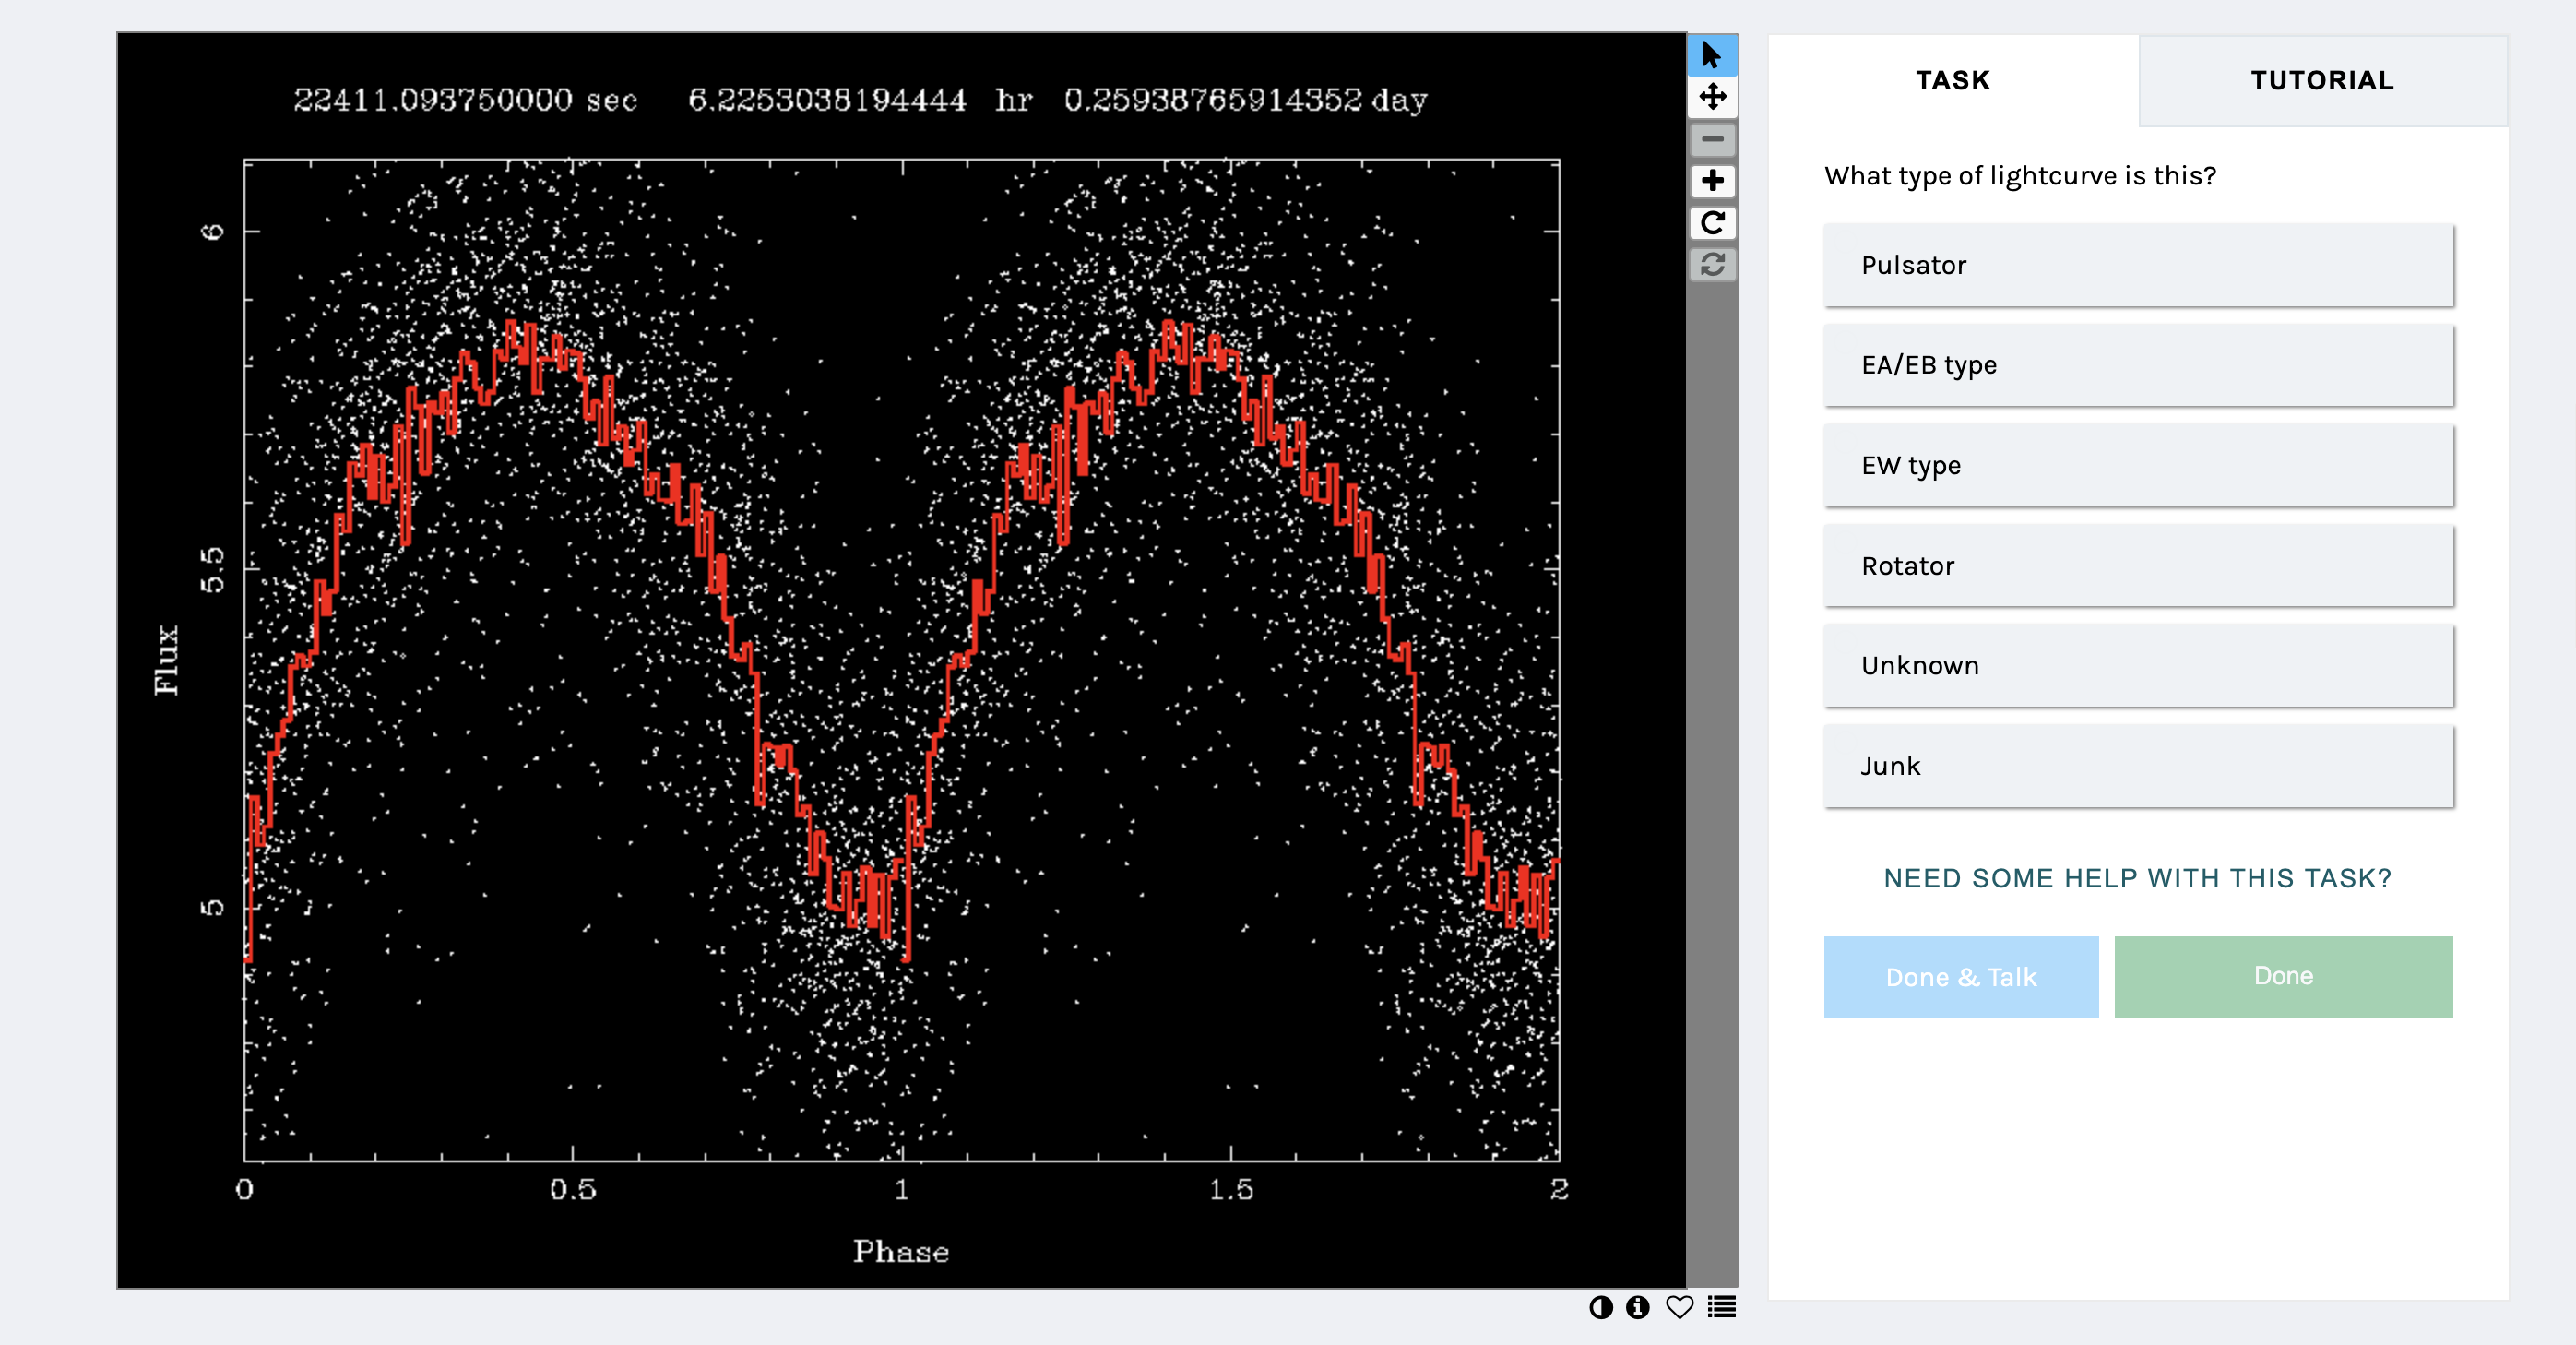 22411.093750000 sec 6.2253038194444 hr 0.25938765914352 day
6
5.5
5
Flux
0 0.5 1 1.5 2
Phase
TASK TUTORIAL
What type of lightcurve is this?
Pulsator
EA/EB type
EW type
Rotator
Unknown
Junk
NEED SOME HELP WITH THIS TASK?
Done & Talk Done